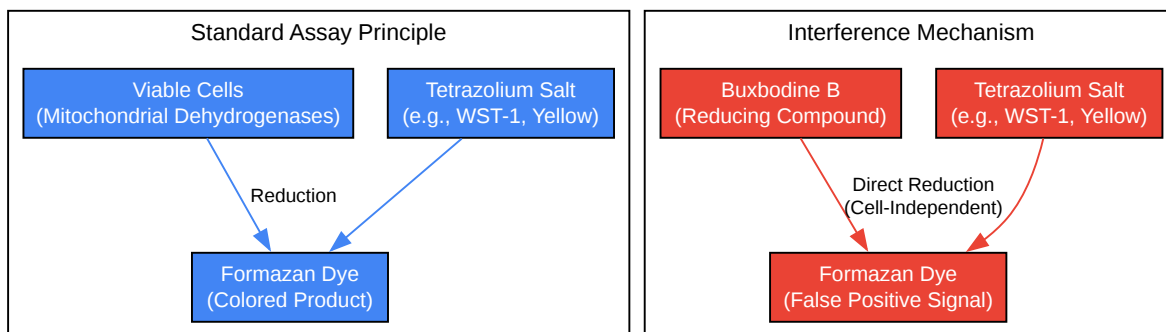 Standard Assay Principle
Viable Cells
(Mitochondrial Dehydrogenases)
Tetrazolium Salt
(e.g., WST-1, Yellow)
Reduction
Formazan Dye
(Colored Product)
Interference Mechanism
Buxbodine B
(Reducing Compound)
Tetrazolium Salt
(e.g., WST-1, Yellow)
Direct Reduction
(Cell-Independent)
Formazan Dye
(False Positive Signal)